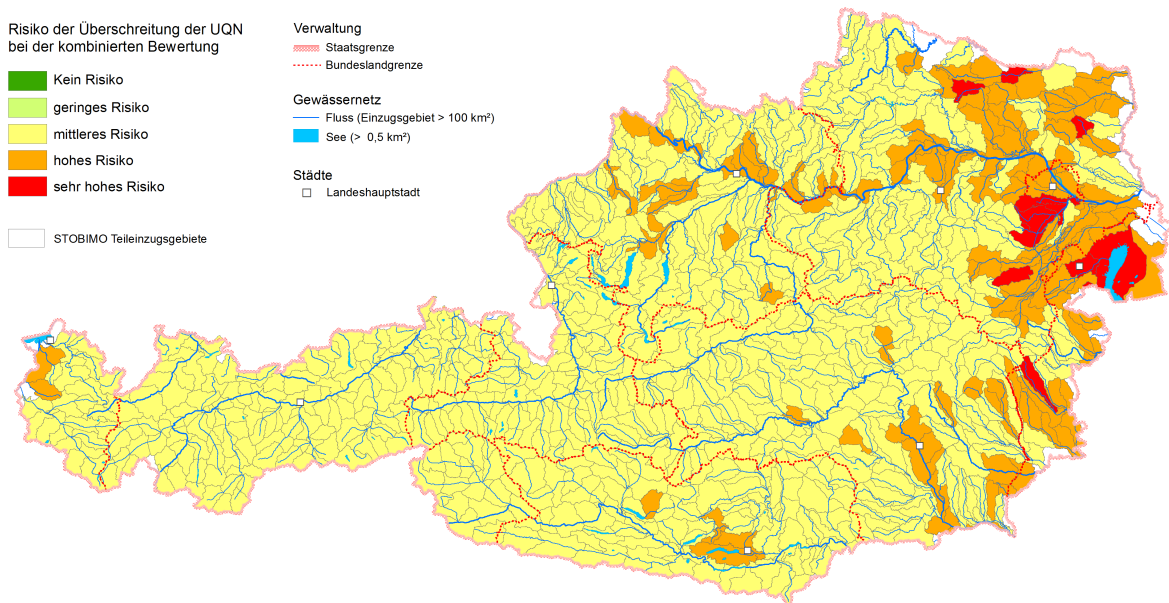 Risiko der Überschreitung der UQN
bei der kombinierten Bewertung
Kein Risiko
geringes Risiko
mittleres Risiko
hohes Risiko
sehr hohes Risiko
STOBIMO Teileinzugsgebiete
Verwaltung
Staatsgrenze
Bundeslandgrenze
Gewässernetz
Fluss (Einzugsgebiet > 100 km²)
See (> 0,5 km²)
Städte
Landeshauptstadt